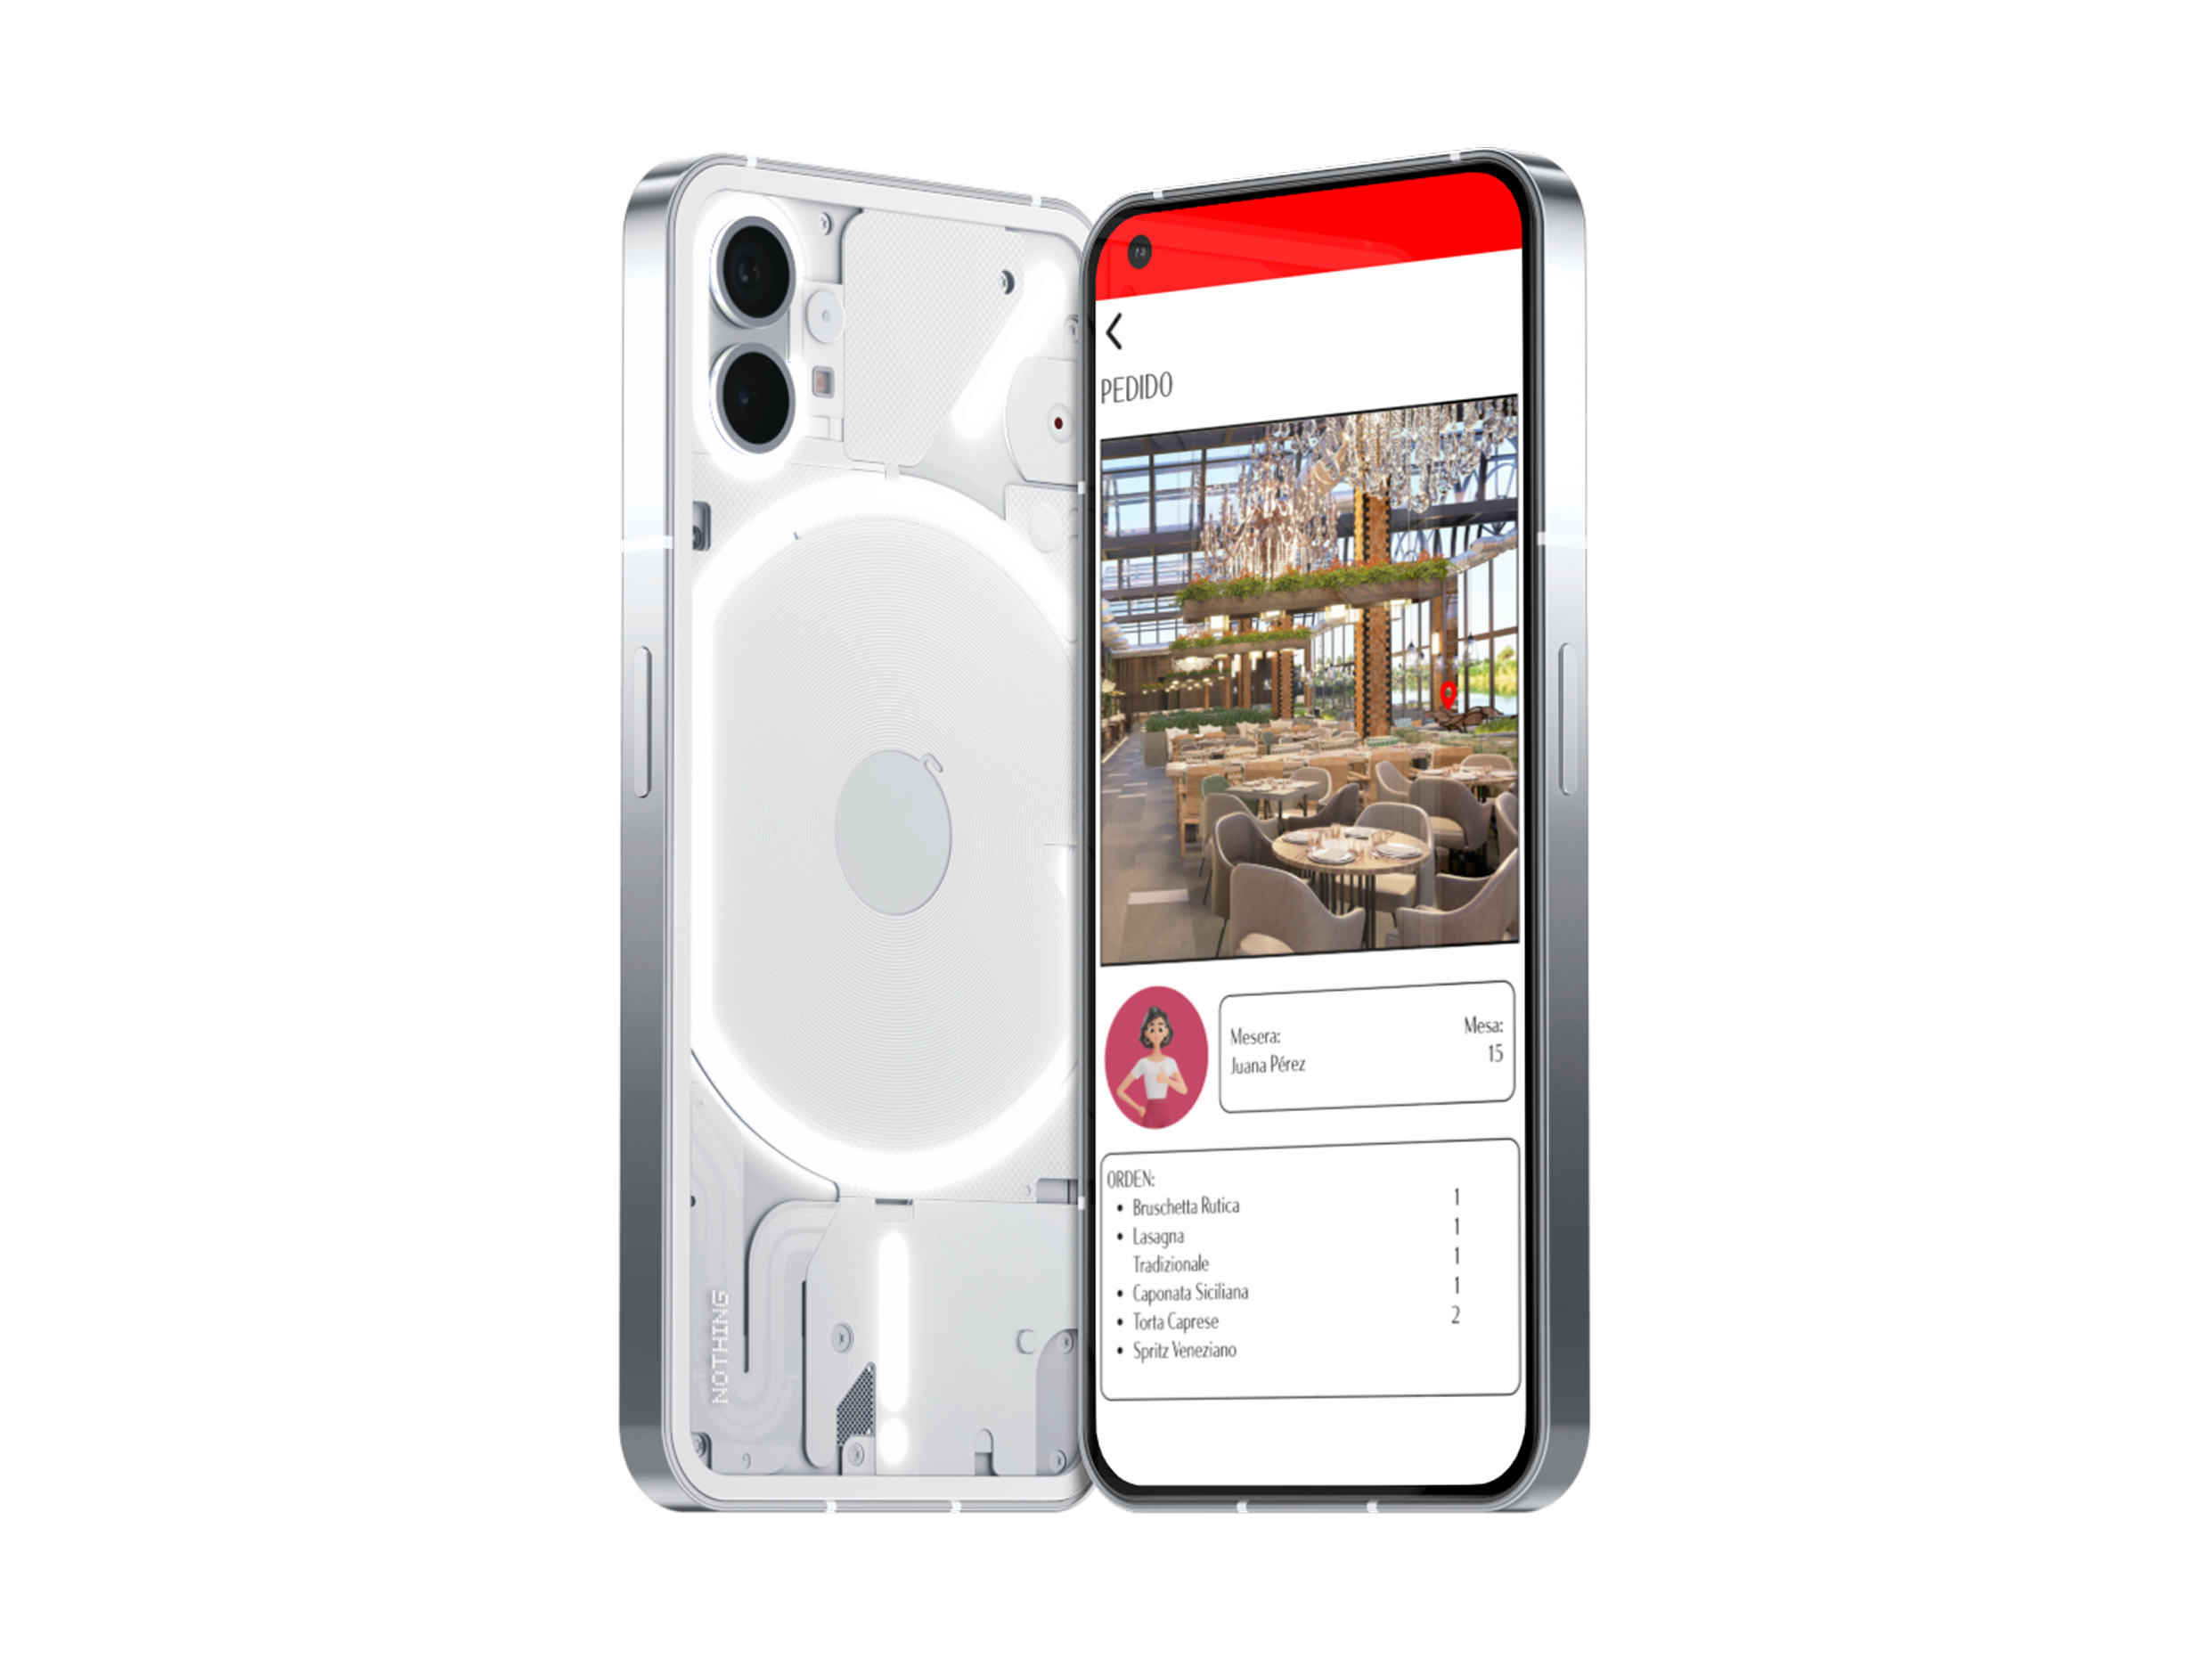 NOTHING
PEDIDO
Mesera:
Juana Pérez
Mesa:
15
ORDEN:
• Bruschetta Rutica 1
• Lasagna 1
Tradizionale 1
• Caponata Siciliana 1
• Torta Caprese 2
• Spritz Veneziano